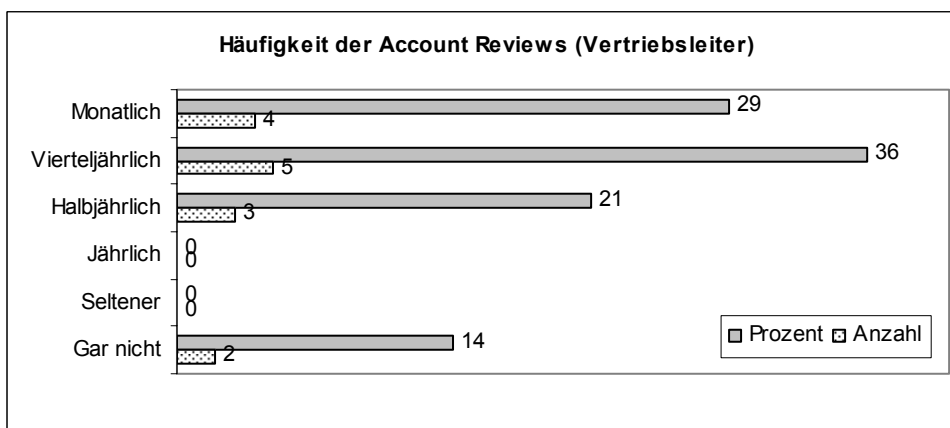 Häufigkeit der Account Reviews (Vertriebsleiter)
Monatlich
29
4
Vierteljährlich
36
5
Halbjährlich
21
3
Jährlich
0
0
Seltener
0
0
Gar nicht
14
2
Prozent Anzahl